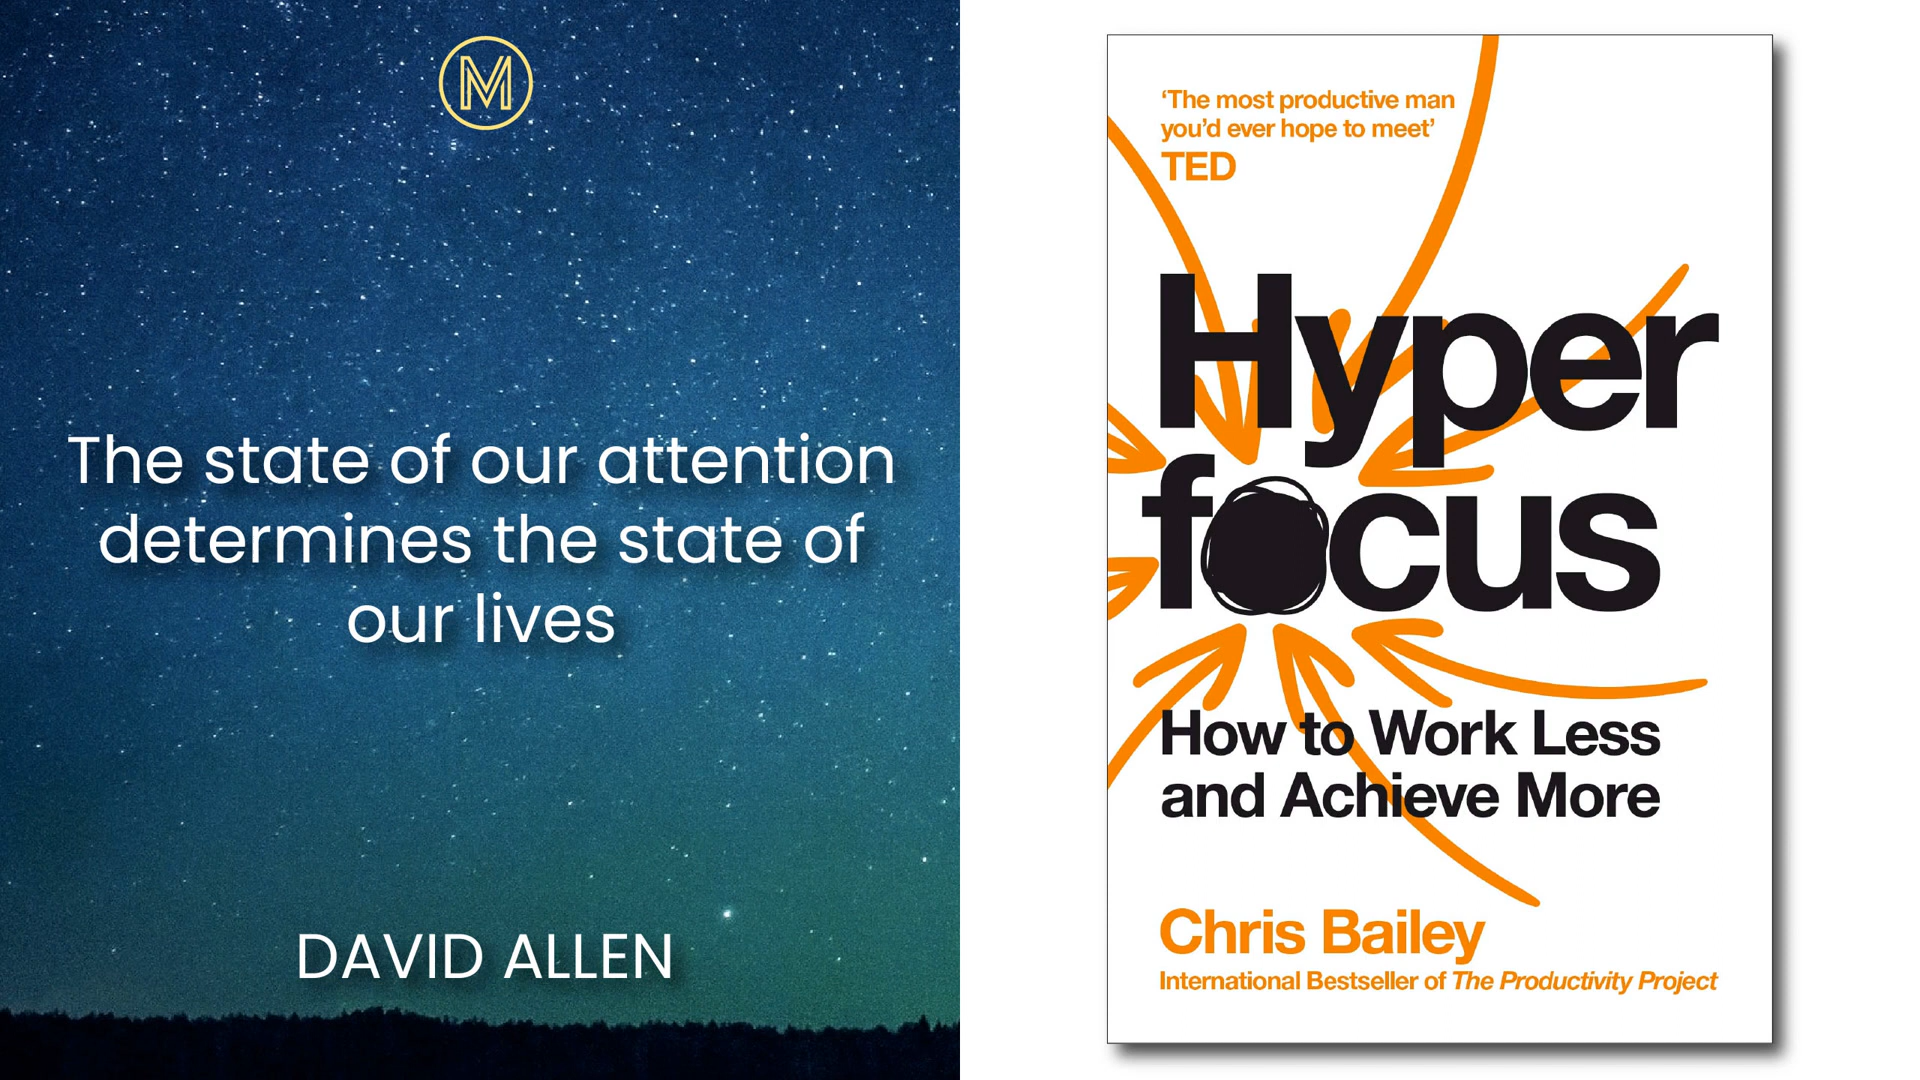 M
The state of our attention
determines the state of
our lives
DAVID ALLEN
‘The most productive man
you’d ever hope to meet’
TED
Hyper
focus
How to Work Less
and Achieve More
Chris Bailey
International Bestseller of The Productivity Project